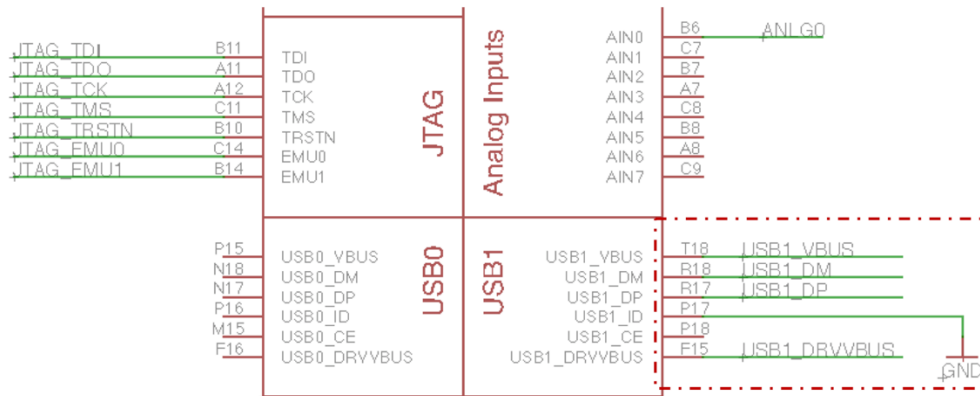 JTAG_TDI B11 TDI
JTAG_TDO A11 TDO
JTAG_TCK A12 TCK
JTAG_TMS C11 TMS
JTAG_TRSTN B10 TRSTN
JTAG_EMU0 C14 EMU0
JTAG_EMU1 B14 EMU1
JTAG
Analog Inputs
AIN0 B6 ANLG0
AIN1 C7
AIN2 B7
AIN3 A7
AIN4 C8
AIN5 B8
AIN6 A8
AIN7 C9
P15 USB0_VBUS
N18 USB0_DM
N17 USB0_DP
P16 USB0_ID
M15 USB0_CE
F16 USB0_DRVVBUS
USB0
USB1
USB1_VBUS T18 USB1_VBUS
USB1_DM R18 USB1_DM
USB1_DP R17 USB1_DP
USB1_ID P17
USB1_CE P18
USB1_DRVVBUS F15 USB1_DRVVBUS
GND